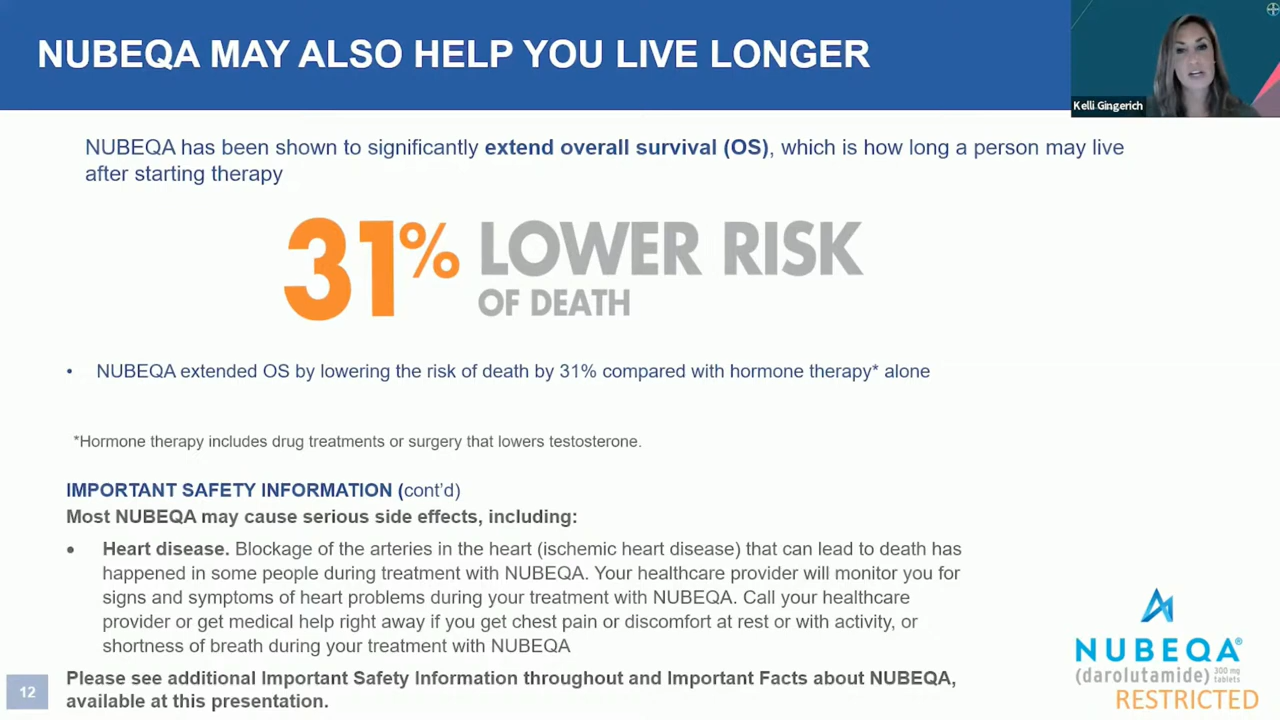 NUBEQA MAY ALSO HELP YOU LIVE LONGER
Kelli Gingerich
NUBEQA has been shown to significantly extend overall survival (OS), which is how long a person may live
after starting therapy
31% LOWER RISK
OF DEATH
• NUBEQA extended OS by lowering the risk of death by 31% compared with hormone therapy* alone
*Hormone therapy includes drug treatments or surgery that lowers testosterone.
IMPORTANT SAFETY INFORMATION (cont'd)
Most NUBEQA may cause serious side effects, including:
• Heart disease. Blockage of the arteries in the heart (ischemic heart disease) that can lead to death has
happened in some people during treatment with NUBEQA. Your healthcare provider will monitor you for
signs and symptoms of heart problems during your treatment with NUBEQA. Call your healthcare
provider or get medical help right away if you get chest pain or discomfort at rest or with activity, or
shortness of breath during your treatment with NUBEQA
Please see additional Important Safety Information throughout and Important Facts about NUBEQA,
available at this presentation.
12
NUBEQA®
(darolutamide) 300 mg
tablets
RESTRICTED